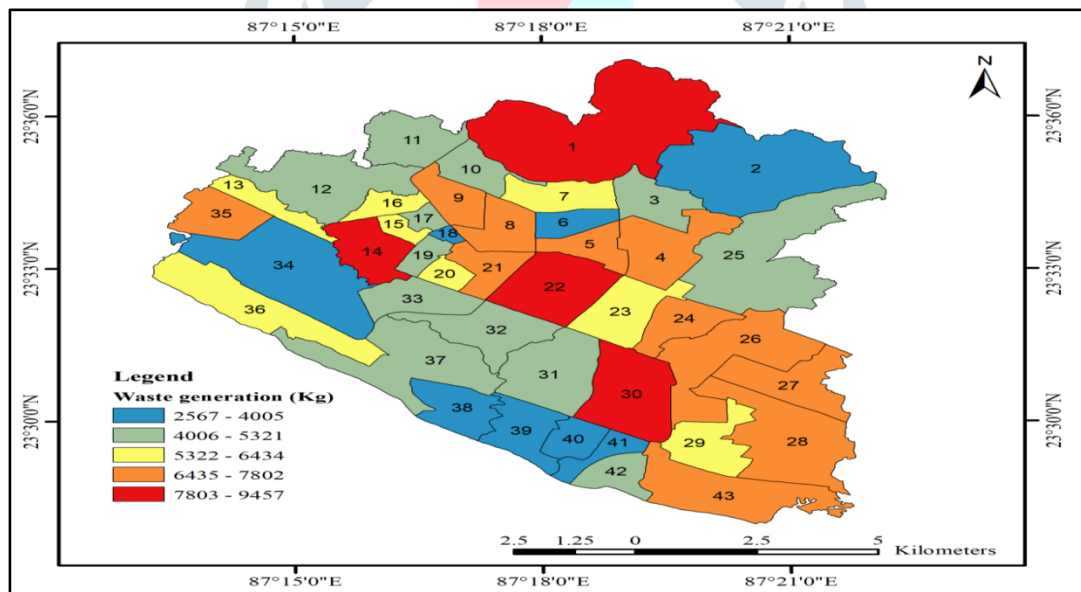 87°15'0"E 87°18'0"E 87°21'0"E
N
23°36'0"N 23°36'0"N
1
11
2
10
12
13 9 7 3
16
35 17 8 6
15 18 5
14 19 4 25
23°33'0"N 23°33'0"N
34 20 21
22
33 23
36 24
32 26
37 31
27
Legend
Waste generation (Kg)
30
38
2567 - 4005
23°30'0"N 23°30'0"N
39 40 41 29 28
4006 - 5321
5322 - 6434
42
6435 - 7802
43
7803 - 9457
2.5 1.25 0 2.5 5
Kilometers
87°15'0"E 87°18'0"E 87°21'0"E